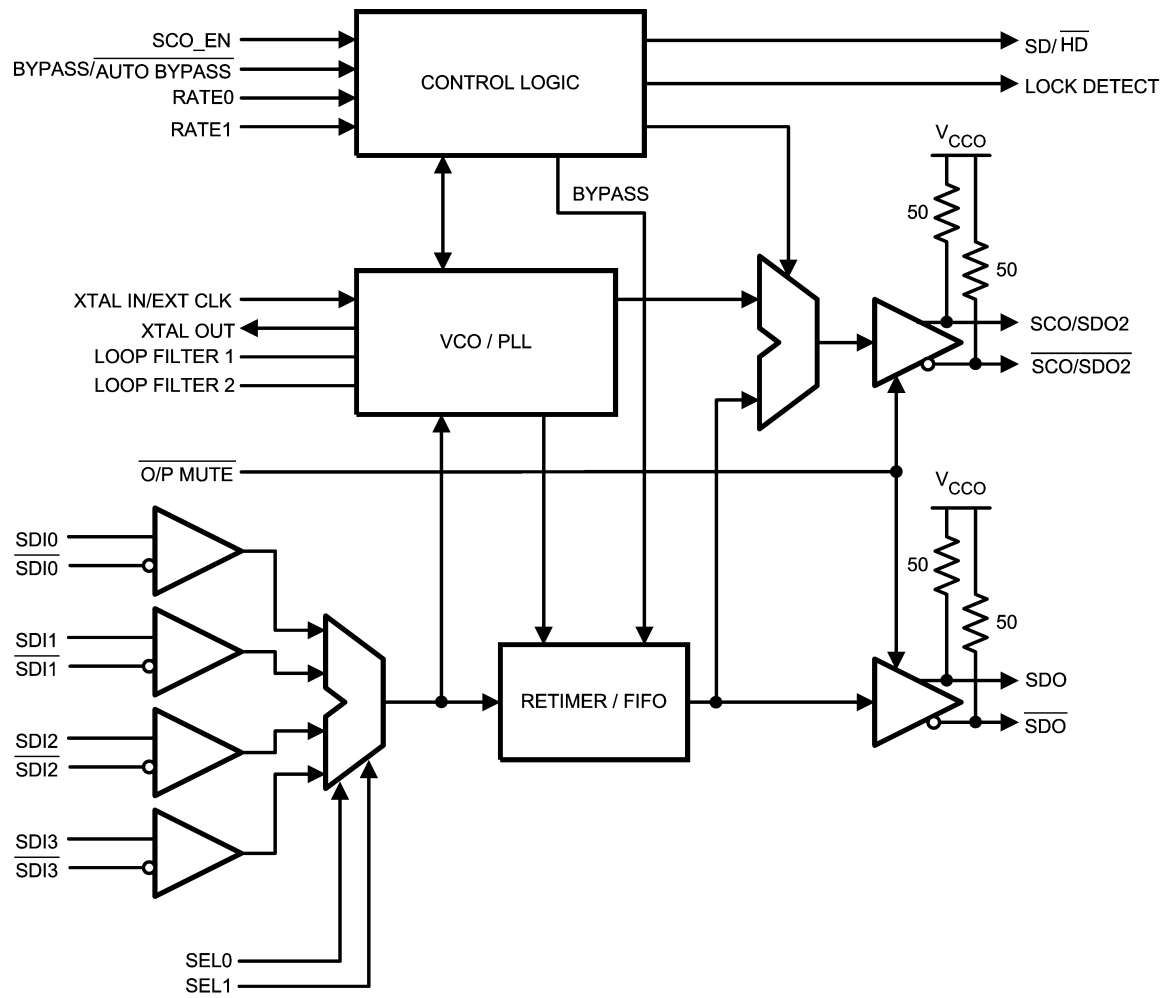 SCO_EN
BYPASS/AUTO BYPASS
RATE0
RATE1
CONTROL LOGIC
SD/HD
LOCK DETECT
BYPASS
VCCO
50
50
XTAL IN/EXT CLK
XTAL OUT
LOOP FILTER 1
LOOP FILTER 2
VCO / PLL
SCO/SDO2
SCO/SDO2
O/P MUTE
VCCO
50
50
SDI0
SDI0
SDI1
SDI1
SDI2
SDI2
SDI3
SDI3
RETIMER / FIFO
SDO
SDO
SEL0
SEL1